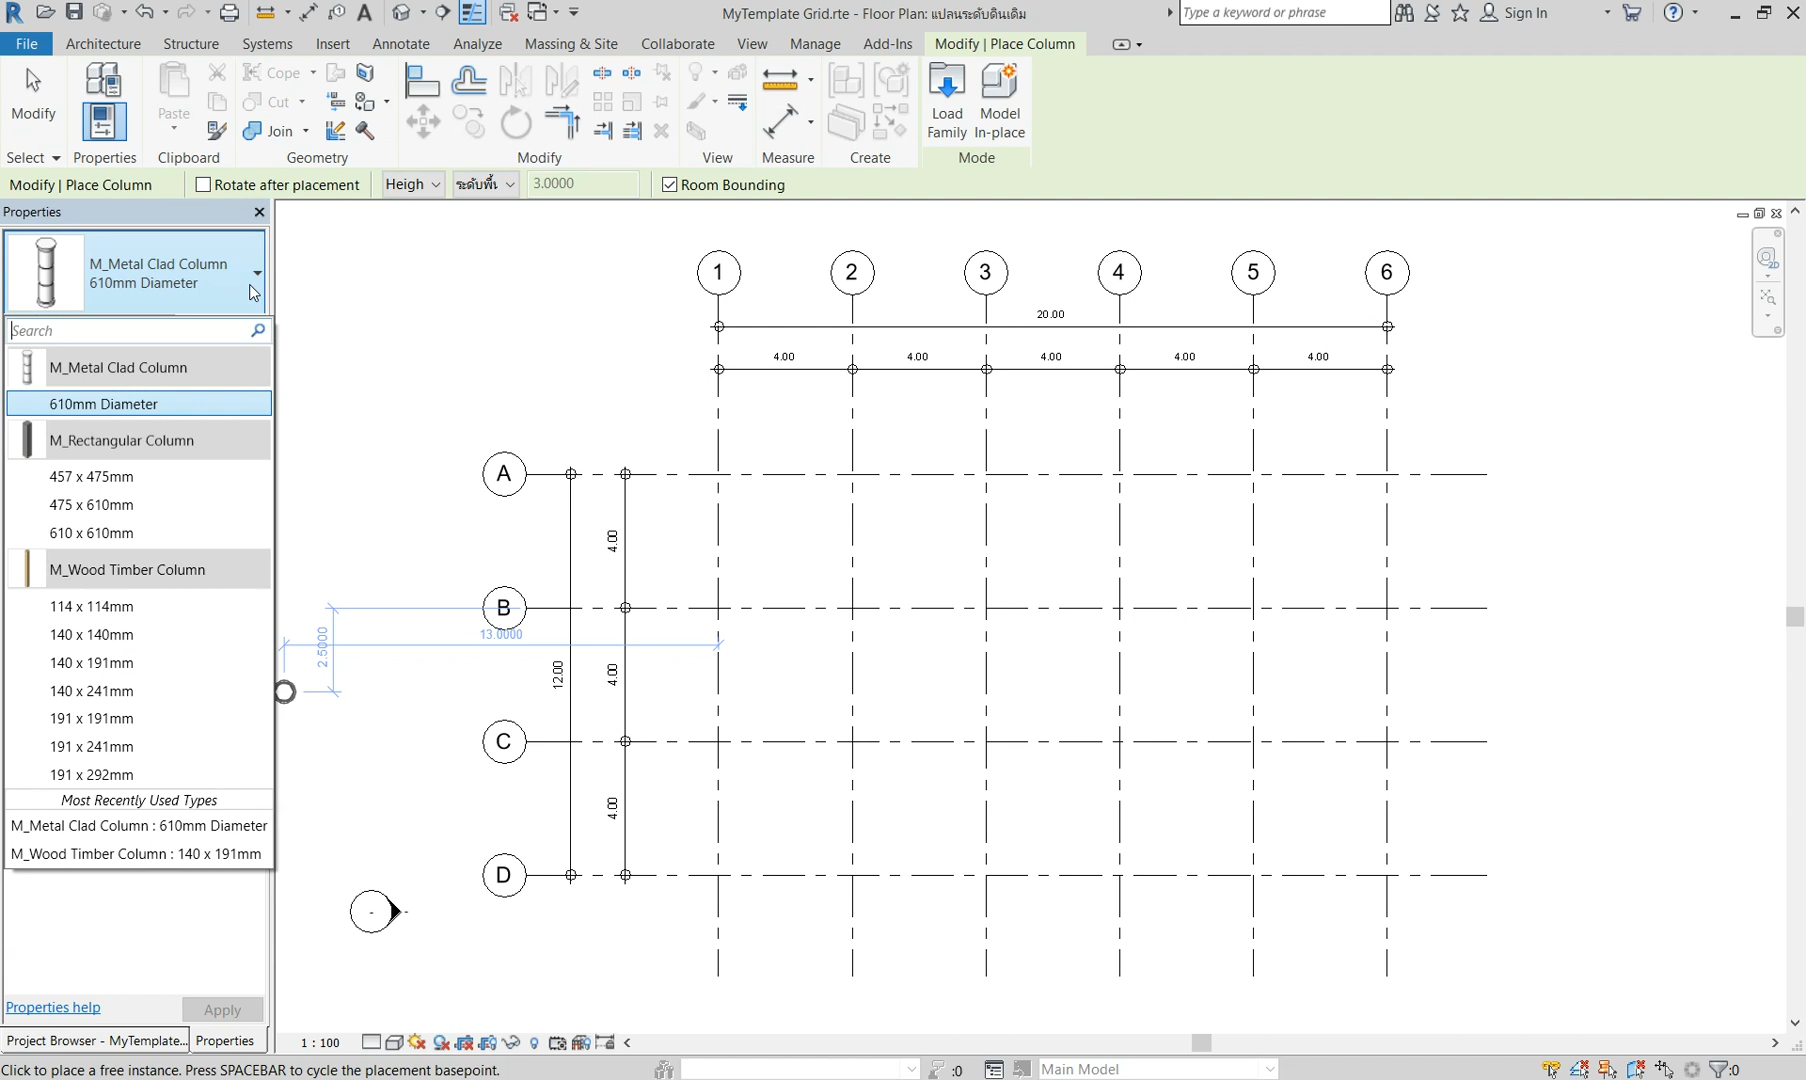 MyTemplate Grid.rte - Floor Plan: แปลนระดับดินเดิม
Type a keyword or phrase
Sign In
File Architecture Structure Systems Insert Annotate Analyze Massing & Site Collaborate View Manage Add-Ins Modify | Place Column
Cope
Cut
Join
Modify
Paste
Load
Family
Model
In-place
Select Properties Clipboard Geometry Modify View Measure Create Mode
Modify | Place Column Rotate after placement Heigh ระดับพื้น 3.0000 Room Bounding
Properties
M_Metal Clad Column
610mm Diameter
Search
M_Metal Clad Column
610mm Diameter
M_Rectangular Column
457 x 475mm
475 x 610mm
610 x 610mm
M_Wood Timber Column
114 x 114mm
140 x 140mm
140 x 191mm
140 x 241mm
191 x 191mm
191 x 241mm
191 x 292mm
Most Recently Used Types
M_Metal Clad Column : 610mm Diameter
M_Wood Timber Column : 140 x 191mm
Properties help Apply
Project Browser - MyTemplate... Properties
1 2 3 4 5 6
20.00
4.00 4.00 4.00 4.00 4.00
A
4.00
B
13.0000
2.5000
12.00
4.00
C
4.00
D
2D
1 : 100
Click to place a free instance. Press SPACEBAR to cycle the placement basepoint.
:0
Main Model
:0